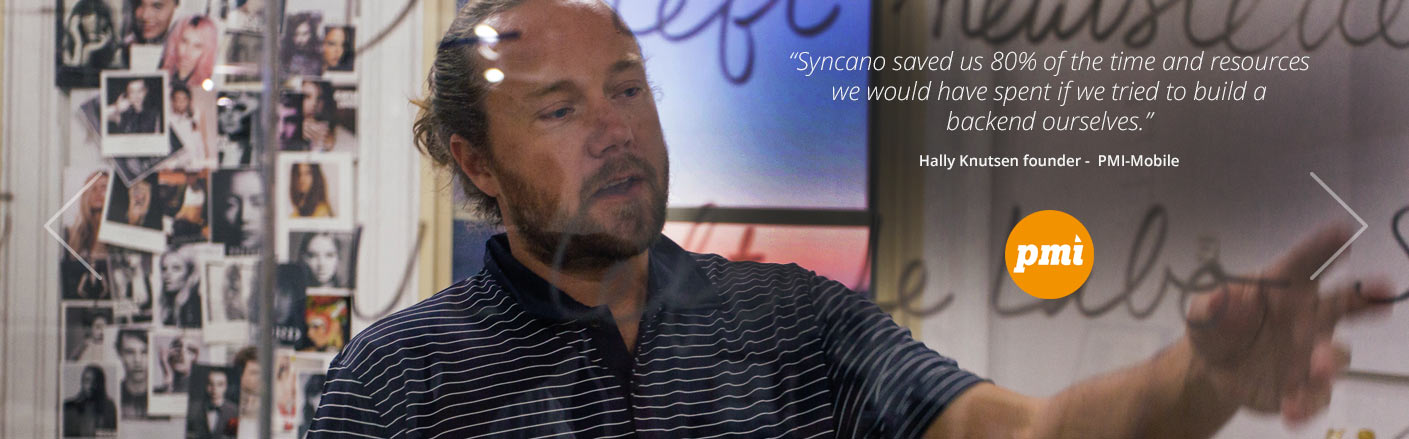 “Syncano saved us 80% of the time and resources
we would have spent if we tried to build a
backend ourselves.”
Hally Knutsen founder - PMI-Mobile
pmi